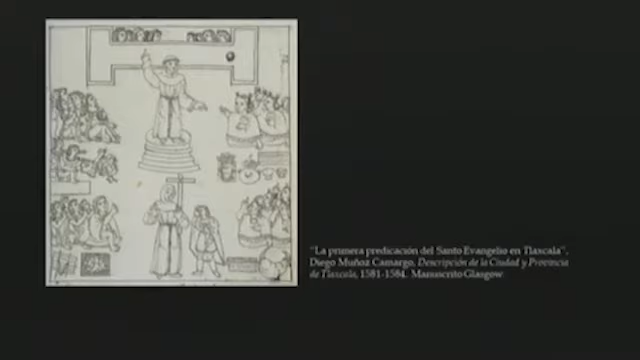 "La primera predicación del Santo Evangelio en Tlaxcala".
Diego Muñoz Camargo. Descripción de la Ciudad y Provincia
de Tlaxcala, 1581-1584. Manuscrito Glasgow